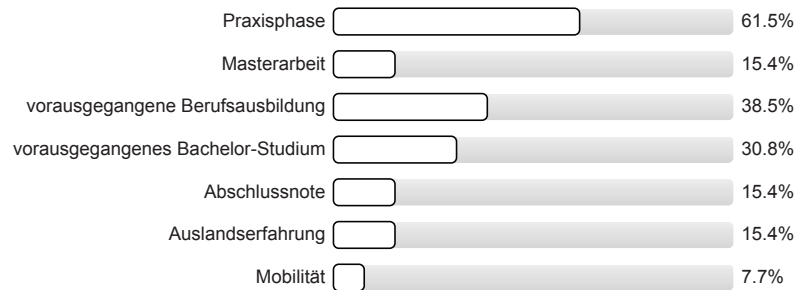 Praxisphase 61.5%
Masterarbeit 15.4%
vorausgegangene Berufsausbildung 38.5%
vorausgegangenes Bachelor-Studium 30.8%
Abschlussnote 15.4%
Auslandserfahrung 15.4%
Mobilität 7.7%